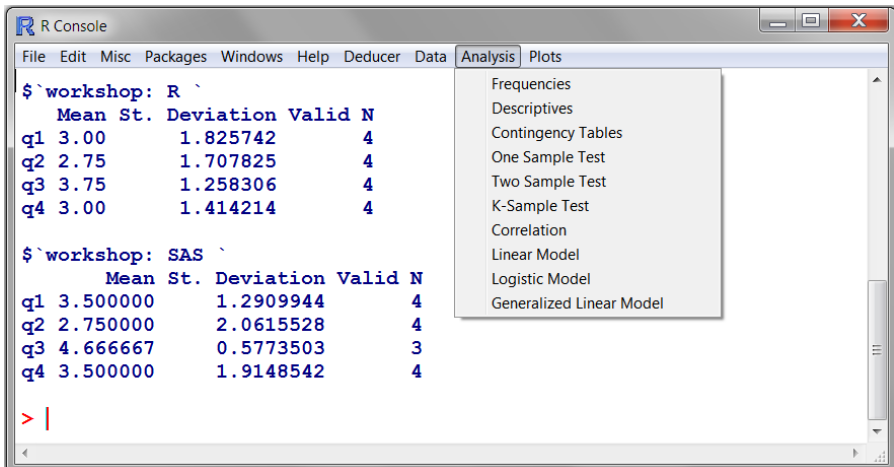 R Console
File Edit Misc Packages Windows Help Deducer Data Analysis Plots
$`workshop: R `
   Mean St. Deviation Valid N
q1 3.00      1.825742       4
q2 2.75      1.707825       4
q3 3.75      1.258306       4
q4 3.00      1.414214       4
$`workshop: SAS `
       Mean St. Deviation Valid N
q1 3.500000     1.2909944       4
q2 2.750000     2.0615528       4
q3 4.666667     0.5773503       3
q4 3.500000     1.9148542       4
>
Frequencies
Descriptives
Contingency Tables
One Sample Test
Two Sample Test
K-Sample Test
Correlation
Linear Model
Logistic Model
Generalized Linear Model